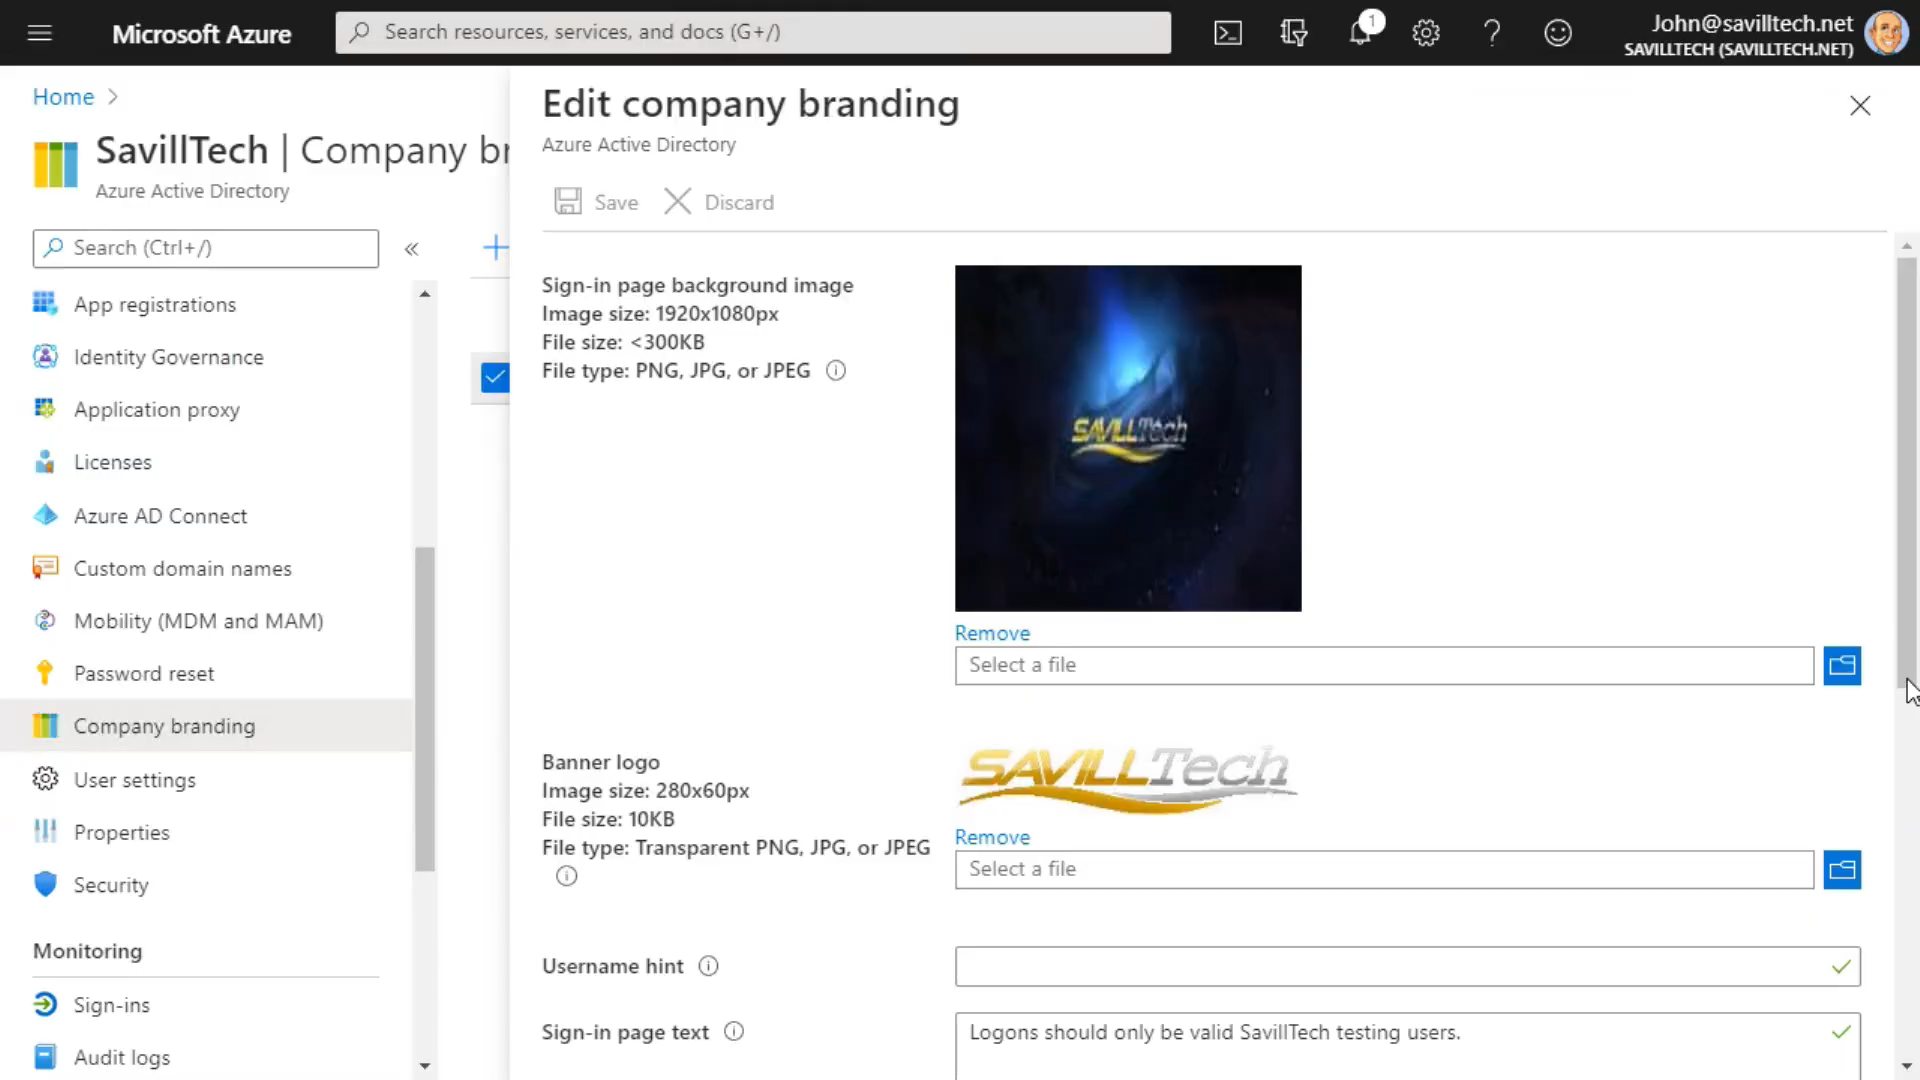 Microsoft Azure
Search resources, services, and docs (G+/)
1
John@savilltech.net
SAVILLTECH (SAVILLTECH.NET)
Home
SavillTech | Company br
Azure Active Directory
Search (Ctrl+/)
«
App registrations
Identity Governance
Application proxy
Licenses
Azure AD Connect
Custom domain names
Mobility (MDM and MAM)
Password reset
Company branding
User settings
Properties
Security
Monitoring
Sign-ins
Audit logs
Edit company branding
Azure Active Directory
Save
Discard
Sign-in page background image
Image size: 1920x1080px
File size: <300KB
File type: PNG, JPG, or JPEG
SAVILLTech
Remove
Select a file
Banner logo
Image size: 280x60px
File size: 10KB
File type: Transparent PNG, JPG, or JPEG
SAVILLTech
Remove
Select a file
Username hint
Sign-in page text
Logons should only be valid SavillTech testing users.